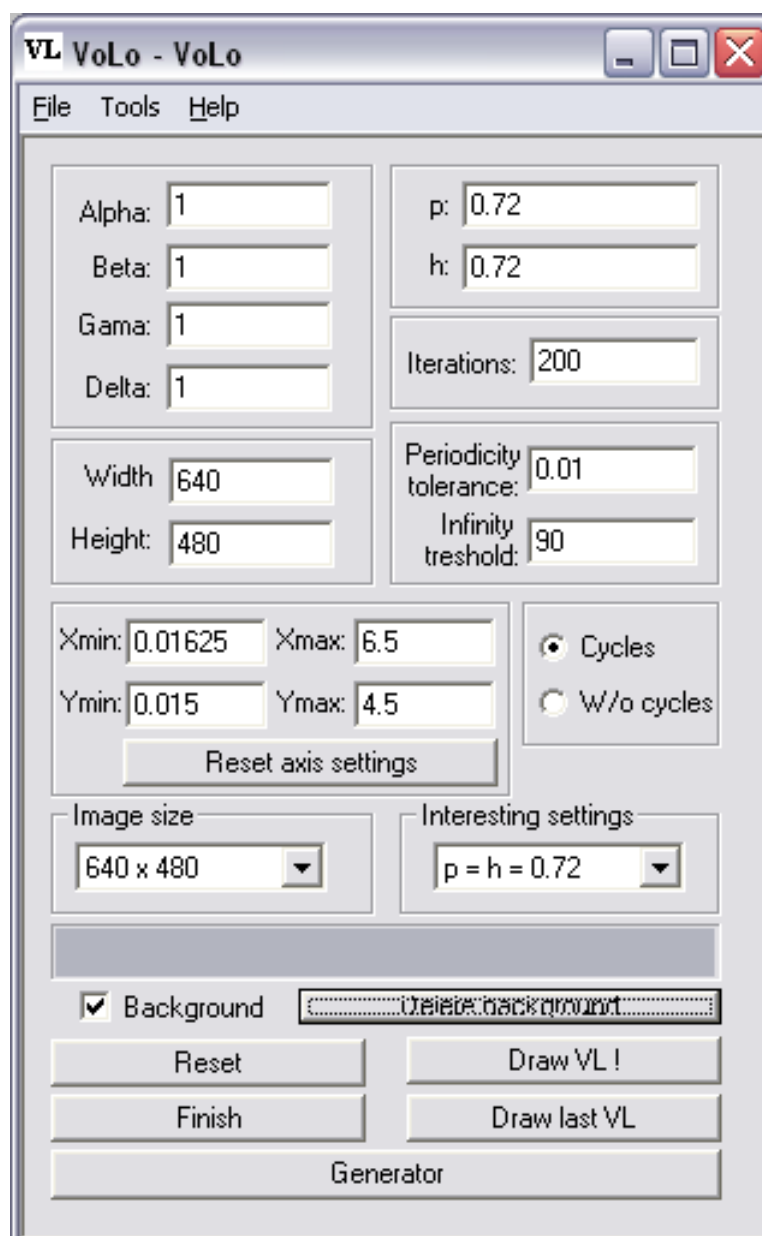 VL VoLo - VoLo
File Tools Help
Alpha: 1
Beta: 1
Gama: 1
Delta: 1
p: 0.72
h: 0.72
Iterations: 200
Width 640
Height: 480
Periodicity
tolerance: 0.01
Infinity
treshold: 90
Xmin: 0.01625 Xmax: 6.5
Ymin: 0.015 Ymax: 4.5
Reset axis settings
Cycles
W/o cycles
Image size
640 x 480
Interesting settings
p = h = 0.72
Background Delete background
Reset Draw VL !
Finish Draw last VL
Generator